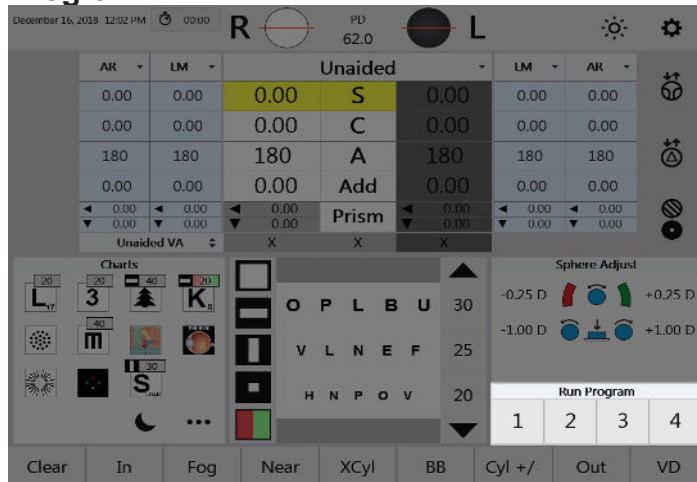 December 16, 2018 12:02 PM 00:00 R PD L
62.0
AR LM Unaided LM AR
0.00 0.00 0.00 S 0.00 0.00 0.00
0.00 0.00 0.00 C 0.00 0.00 0.00
180 180 180 A 180 180 180
0.00 0.00 0.00 Add 0.00 0.00 0.00
0.00 0.00 0.00 Prism 0.00 0.00 0.00
0.00 0.00 0.00 0.00 0.00 0.00
Unaided VA X X X
Charts
20 20 40 20
L 17 3 K 8
40
m
30
S
O P L B U 30
V L N E F 25
H N P O V 20
Sphere Adjust
-0.25 D +0.25 D
-1.00 D +1.00 D
Run Program
1 2 3 4
Clear In Fog Near XCyl BB Cyl +/- Out VD